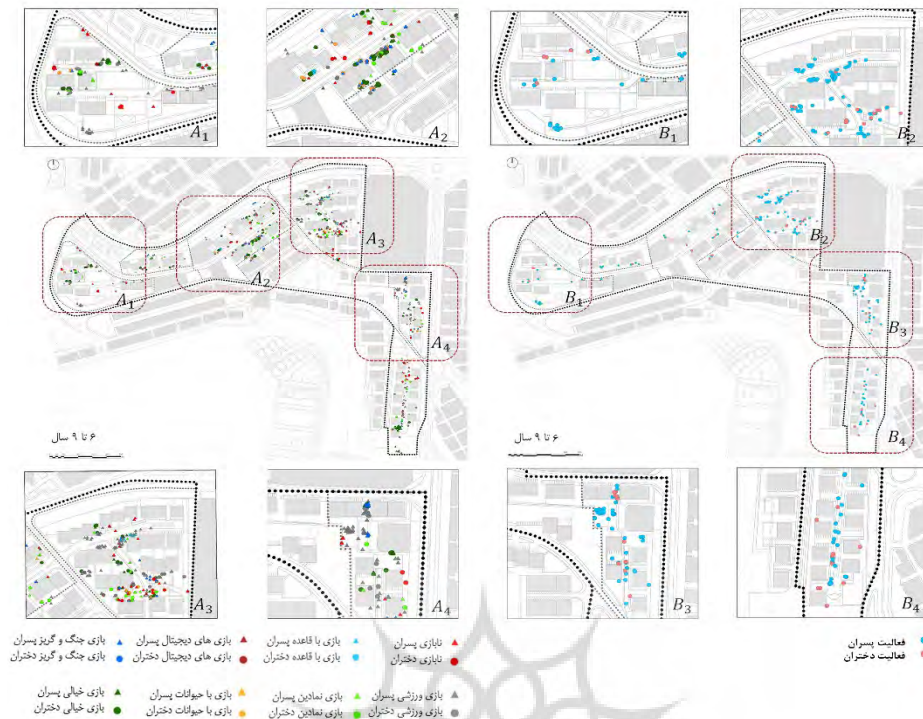 A1
A2
B1
B2
A1
A2
A3
A4
B1
B2
B3
B4
۶ تا ۹ سال
۶ تا ۹ سال
A3
A4
B3
B4
نابازی پسران
نابازی دختران
بازی با قاعده پسران
بازی با قاعده دختران
بازی های دیجیتال پسران
بازی های دیجیتال دختران
بازی جنگ و گریز پسران
بازی جنگ و گریز دختران
بازی ورزشی پسران
بازی ورزشی دختران
بازی نمادین پسران
بازی نمادین دختران
بازی با حیوانات پسران
بازی با حیوانات دختران
بازی خیالی پسران
بازی خیالی دختران
فعالیت پسران
فعالیت دختران